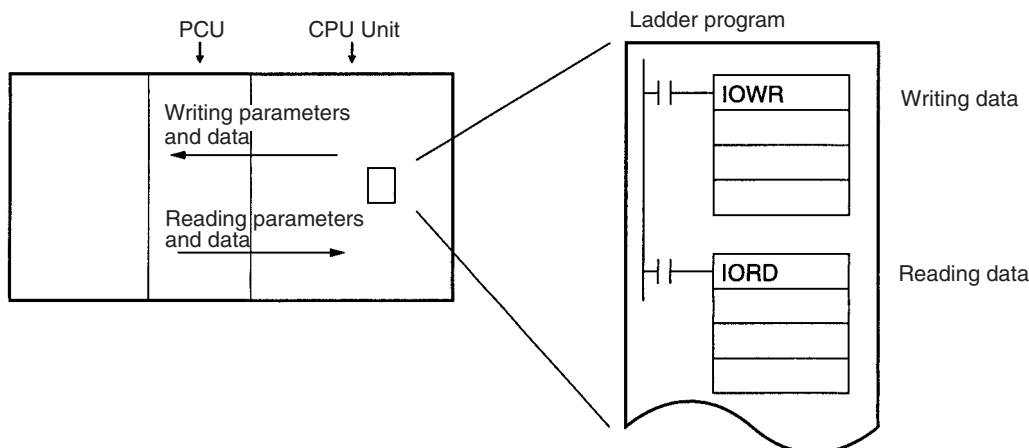 PCU
CPU Unit
Writing parameters
and data
Reading parameters
and data
Ladder program
IOWR
Writing data
IORD
Reading data